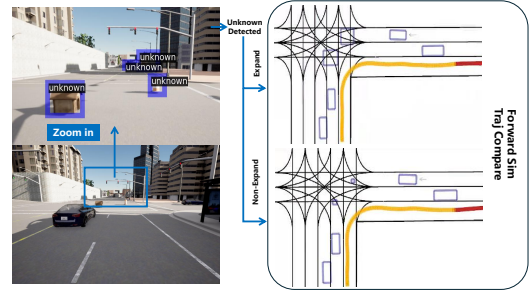 unknown
unknown
unknown
unknown
Zoom in
Unknown
Detected
Expand
Non-Expand
Forward Sim
Traj Compare